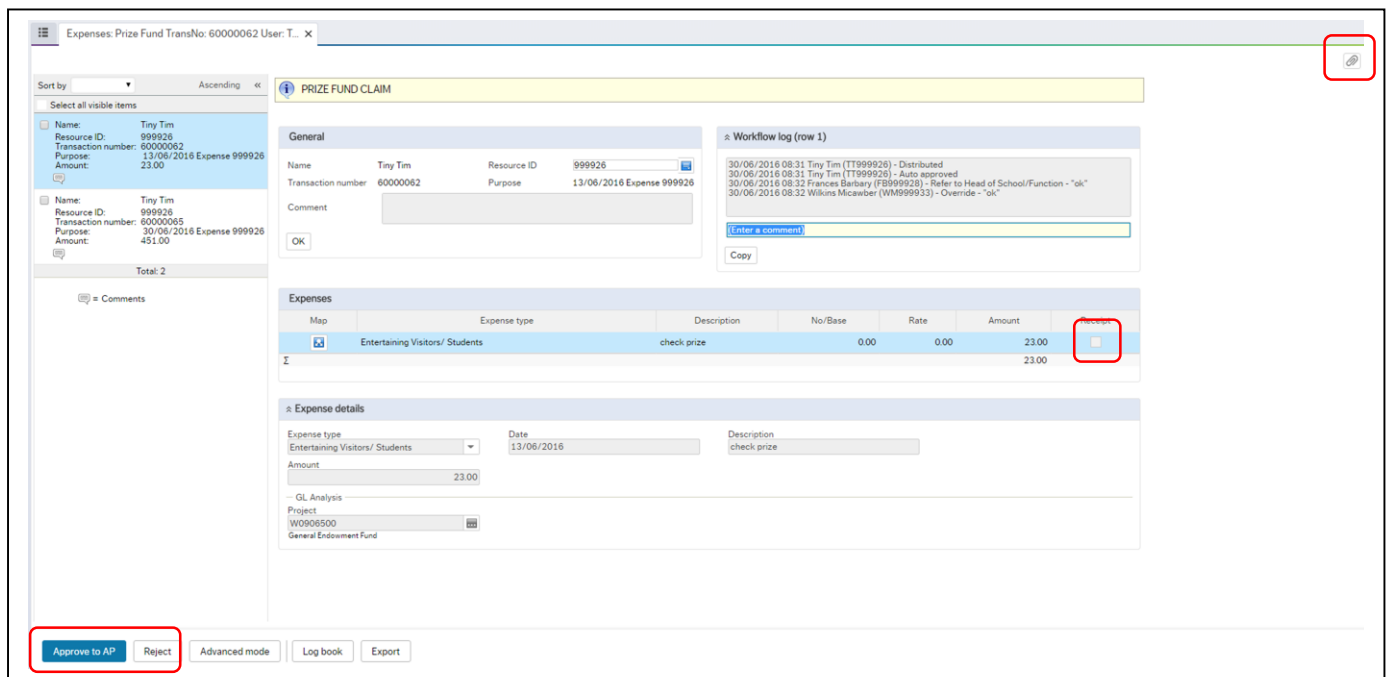 Expenses: Prize Fund TransNo: 60000062 User: T... X
Sort by Ascending «
Select all visible items
Name: Tiny Tim
Resource ID: 999926
Transaction number: 60000062
Purpose: 13/06/2016 Expense 999926
Amount: 23.00
Name: Tiny Tim
Resource ID: 999926
Transaction number: 60000065
Purpose: 30/06/2016 Expense 999926
Amount: 451.00
Total: 2
= Comments
PRIZE FUND CLAIM
General
Name Tiny Tim Resource ID 999926
Transaction number 60000062 Purpose 13/06/2016 Expense 999926
Comment
OK
Workflow log (row 1)
30/06/2016 08:31 Tiny Tim (TT999926) - Distributed
30/06/2016 08:31 Tiny Tim (TT999926) - Auto approved
30/06/2016 08:32 Frances Barbary (FB999928) - Refer to Head of School/Function - "ok"
30/06/2016 08:32 Wilkins Micawber (WM999933) - Override - "ok"
(Enter a comment)
Copy
Expenses
Map Expense type Description No/Base Rate Amount Receipt
Entertaining Visitors/ Students check prize 0.00 0.00 23.00
Σ 23.00
Expense details
Expense type Date Description
Entertaining Visitors/ Students 13/06/2016 check prize
Amount
23.00
GL Analysis
Project
W0906500
General Endowment Fund
Approve to AP Reject Advanced mode Log book Export